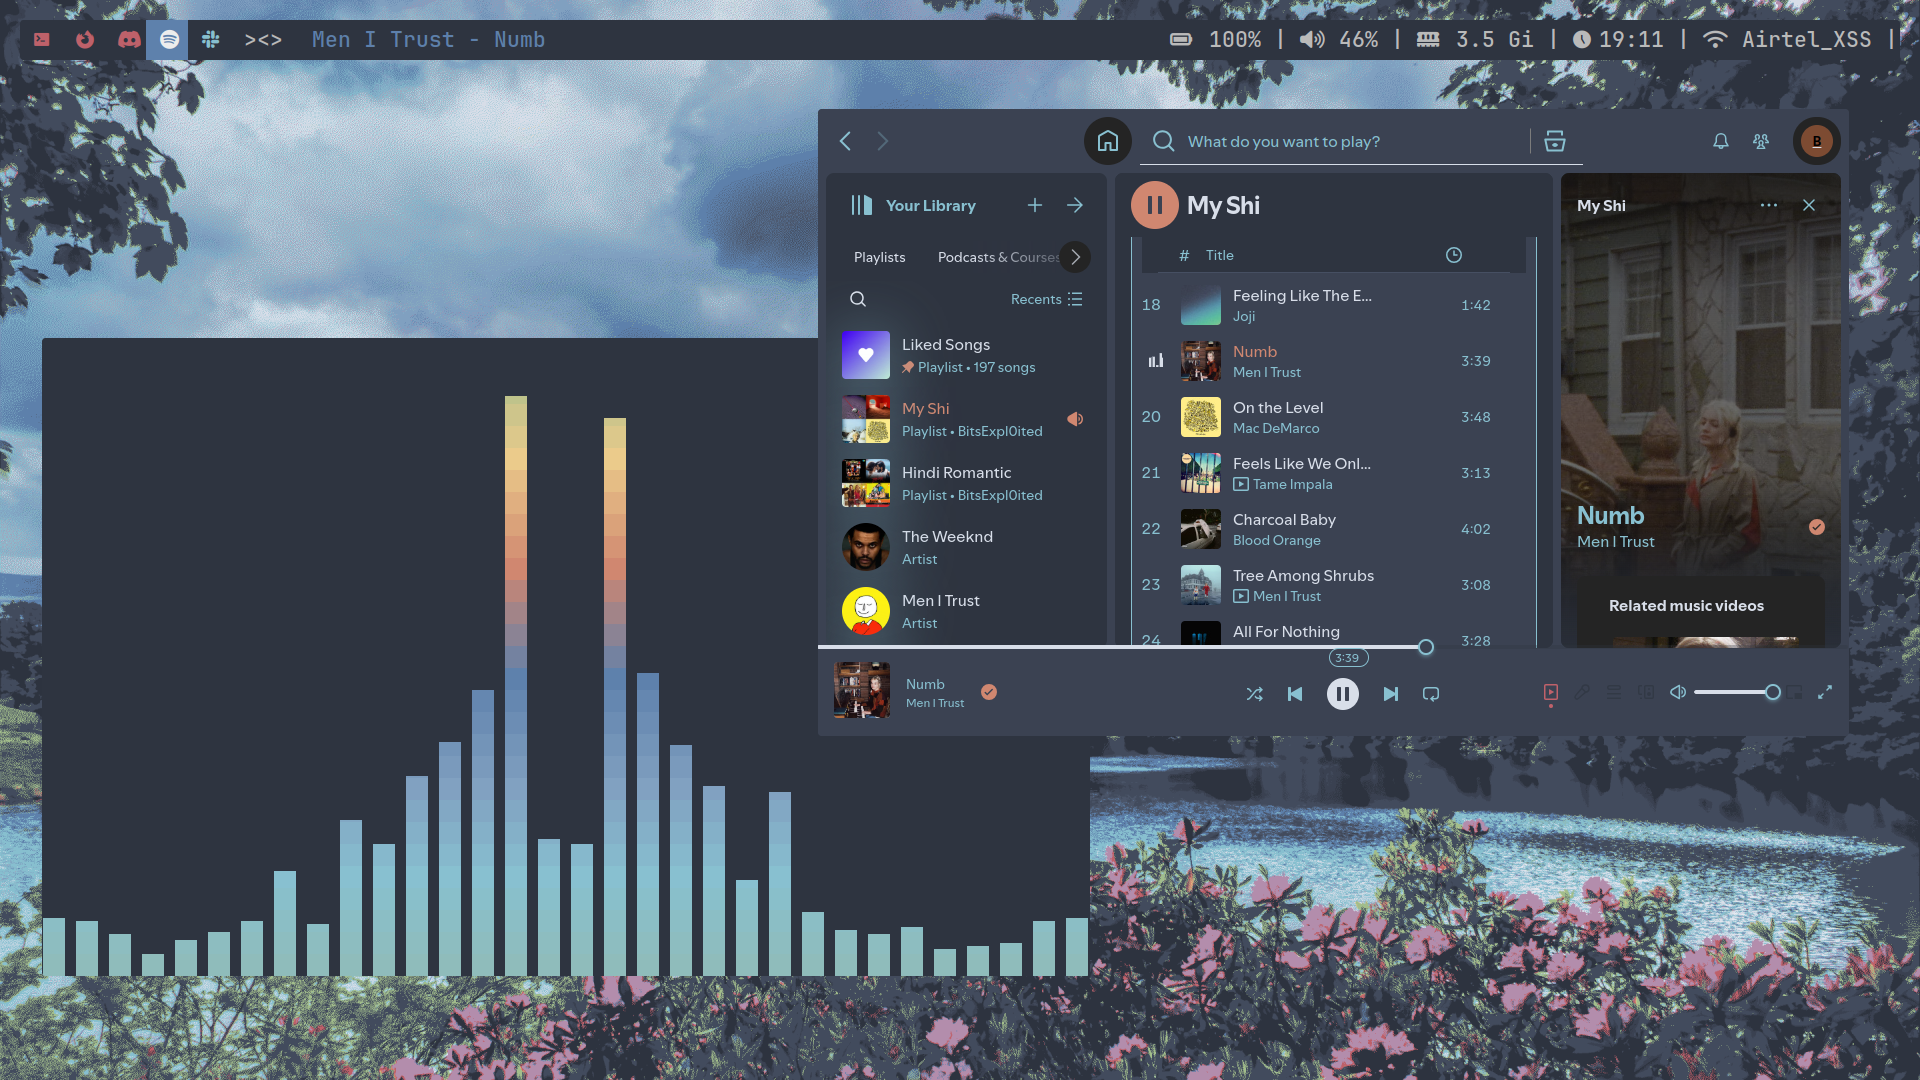 ><> Men I Trust - Numb
100% | 46% | 3.5 Gi | 19:11 | Airtel_XSS |
What do you want to play?
B
Your Library
Playlists Podcasts & Courses
Recents
Liked Songs
Playlist • 197 songs
My Shi
Playlist • BitsExpl0ited
Hindi Romantic
Playlist • BitsExpl0ited
The Weeknd
Artist
Men I Trust
Artist
My Shi
# Title
18 Feeling Like The E... 1:42
Joji
Numb 3:39
Men I Trust
20 On the Level 3:48
Mac DeMarco
21 Feels Like We Onl... 3:13
Tame Impala
22 Charcoal Baby 4:02
Blood Orange
23 Tree Among Shrubs 3:08
Men I Trust
24 All For Nothing 3:28
My Shi
Numb
Men I Trust
Related music videos
3:39
Numb
Men I Trust